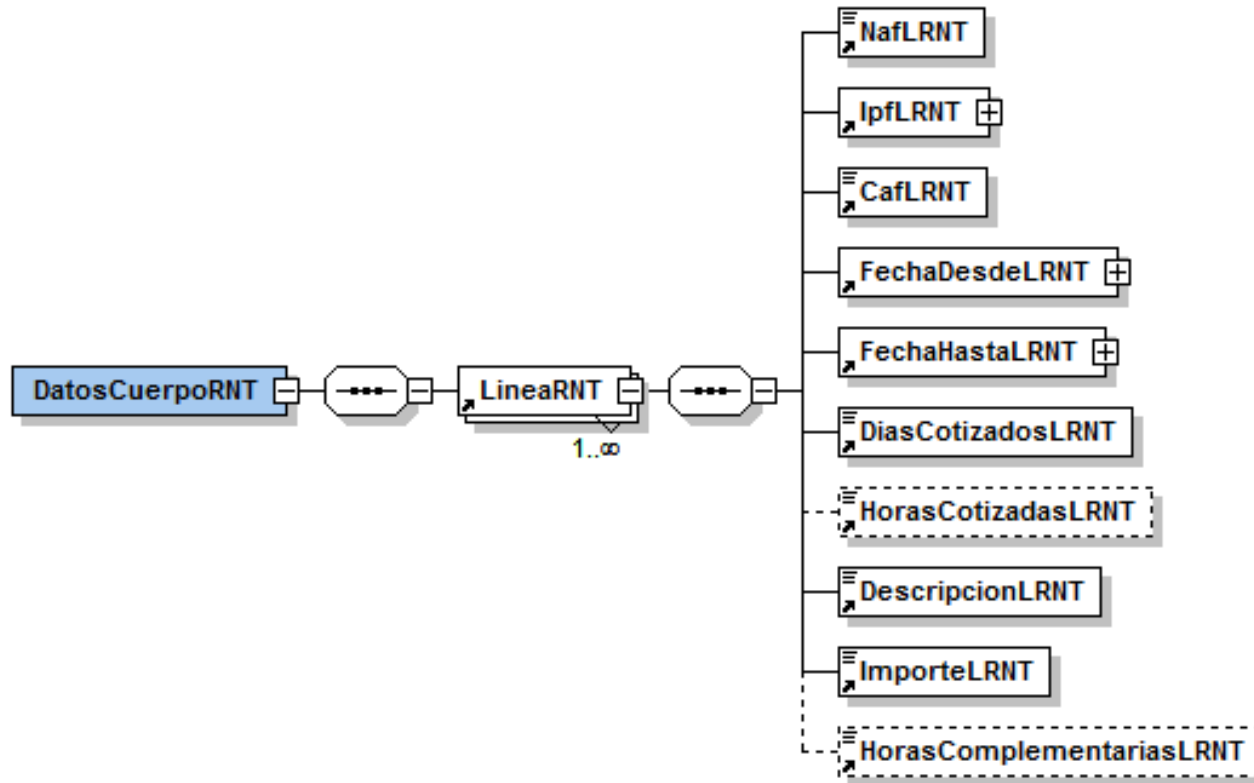 NafLRNT
IpfLRNT
CafLRNT
FechaDesdeLRNT
FechaHastaLRNT
DatosCuerpoRNT
LineaRNT
1..∞
DiasCotizadosLRNT
HorasCotizadasLRNT
DescripcionLRNT
ImporteLRNT
HorasComplementariasLRNT